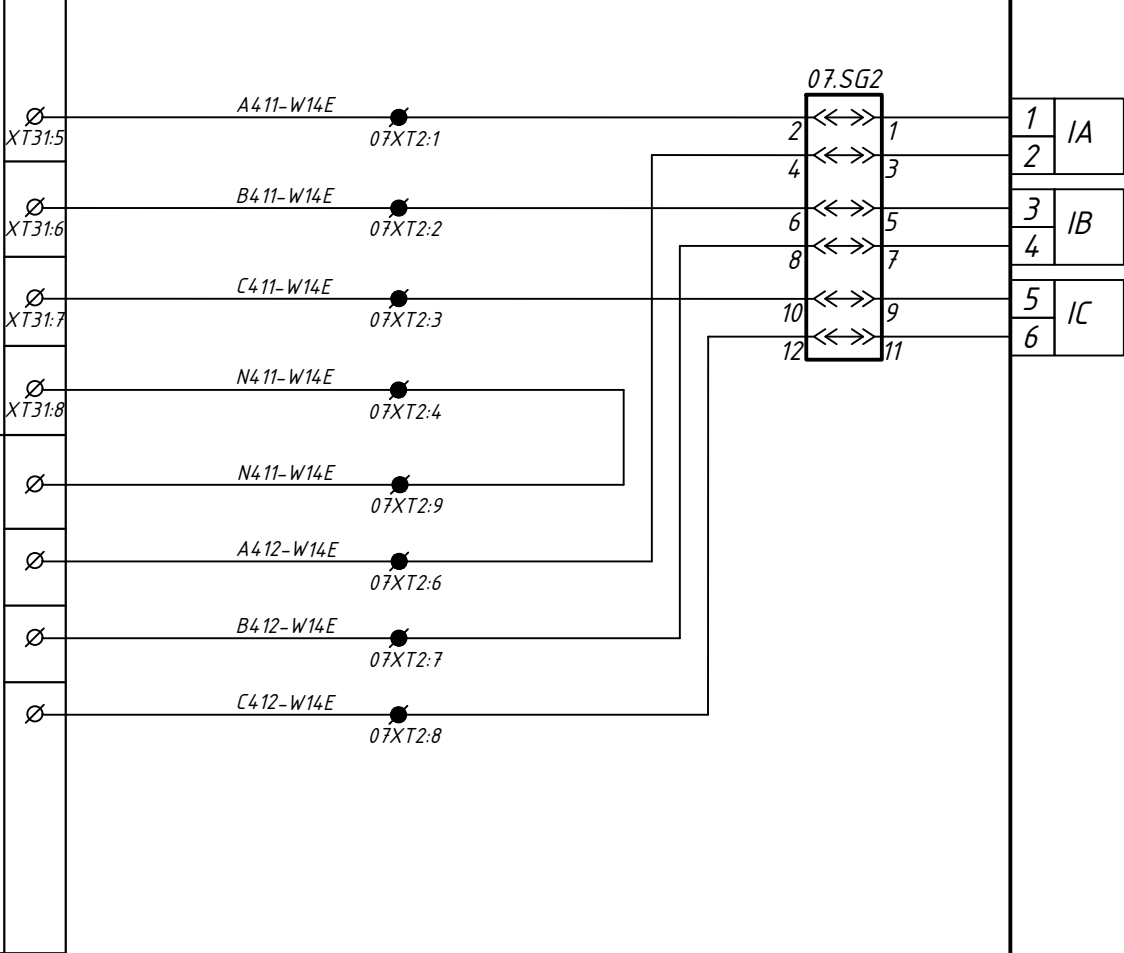 07.SG2
A411-W14E
XT31:5
07XT2:1
2
1
1
IA
4
3
2
B411-W14E
XT31:6
07XT2:2
6
5
3
IB
8
7
4
C411-W14E
XT31:7
07XT2:3
10
9
5
IC
12
11
6
N411-W14E
XT31:8
07XT2:4
N411-W14E
07XT2:9
A412-W14E
07XT2:6
B412-W14E
07XT2:7
C412-W14E
07XT2:8